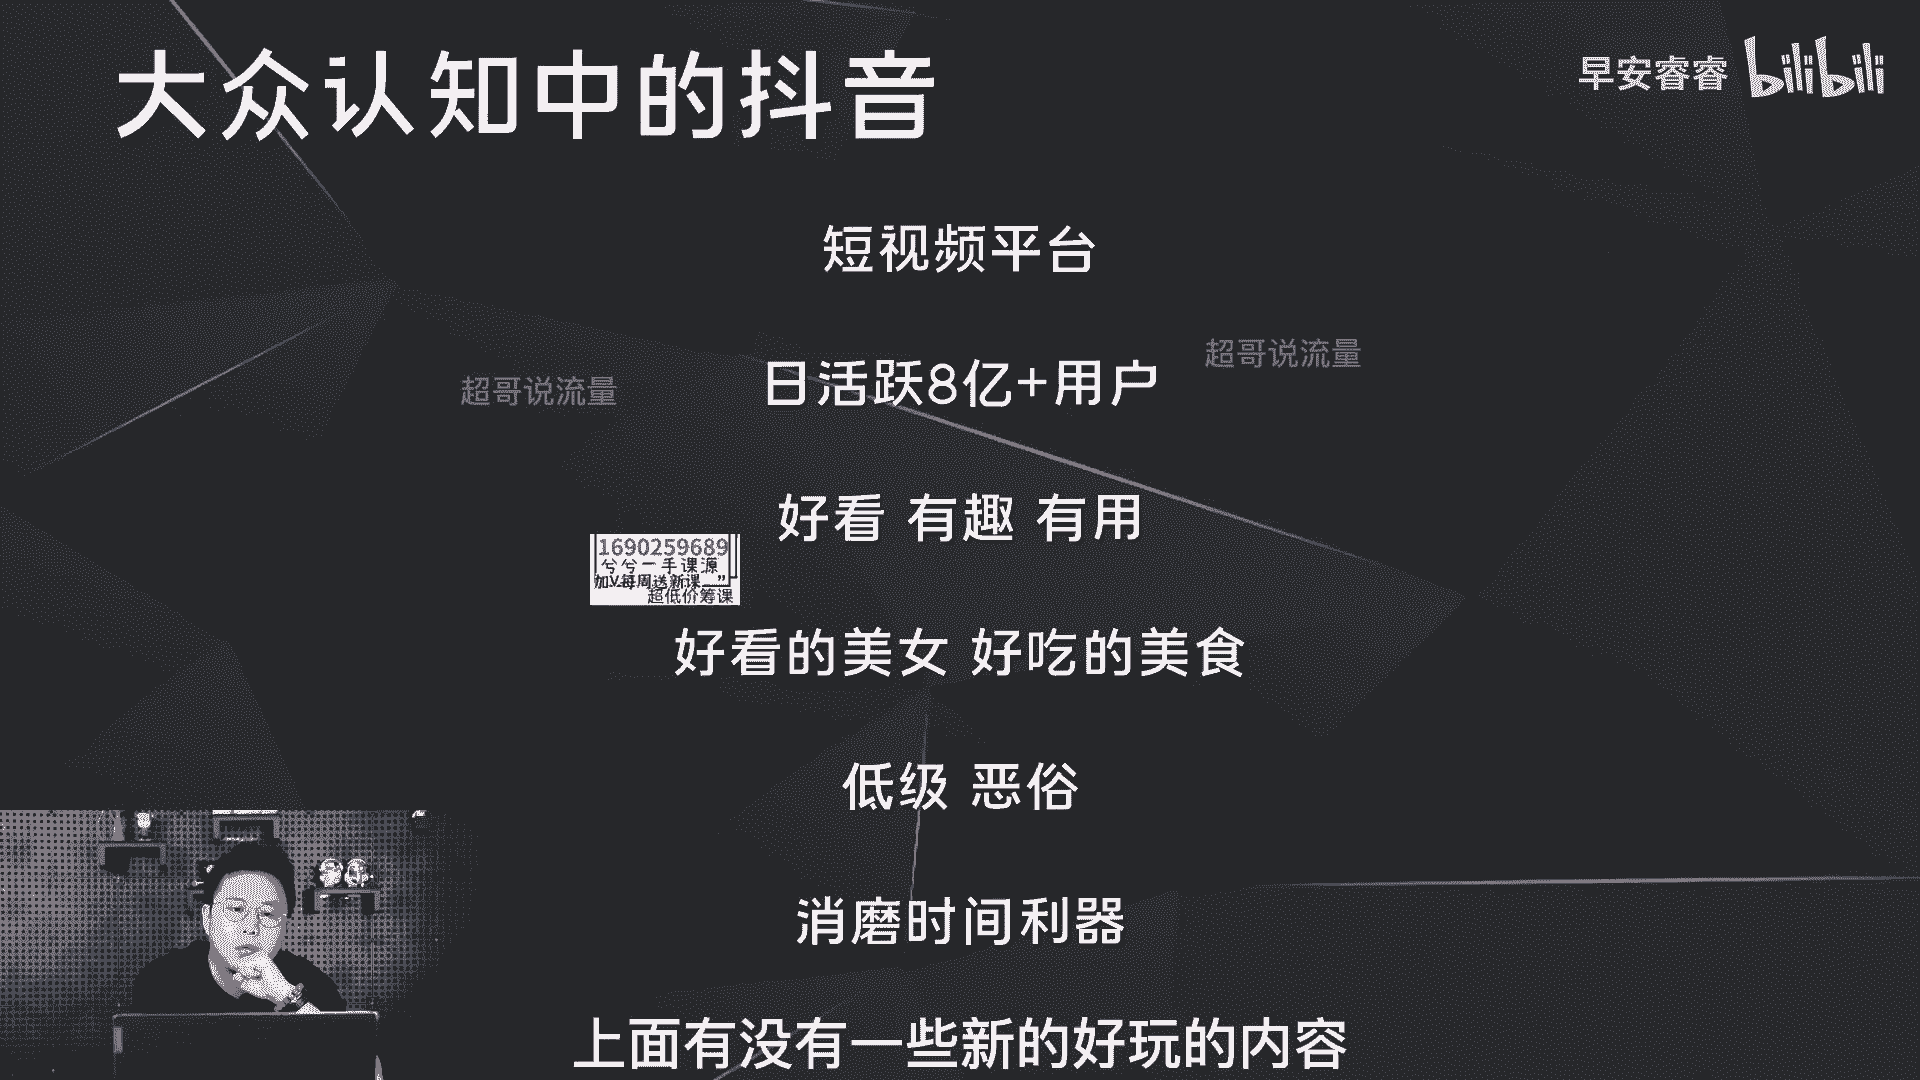 大众认知中的抖音
早安睿睿 bilibili
短视频平台
超哥说流量
超哥说流量
日活跃8亿+用户
好看 有趣 有用
1690259689
兮兮一手课源
加V每周送新课
超低价筹课
好看的美女 好吃的美食
低级 恶俗
消磨时间利器
上面有没有一些新的好玩的内容